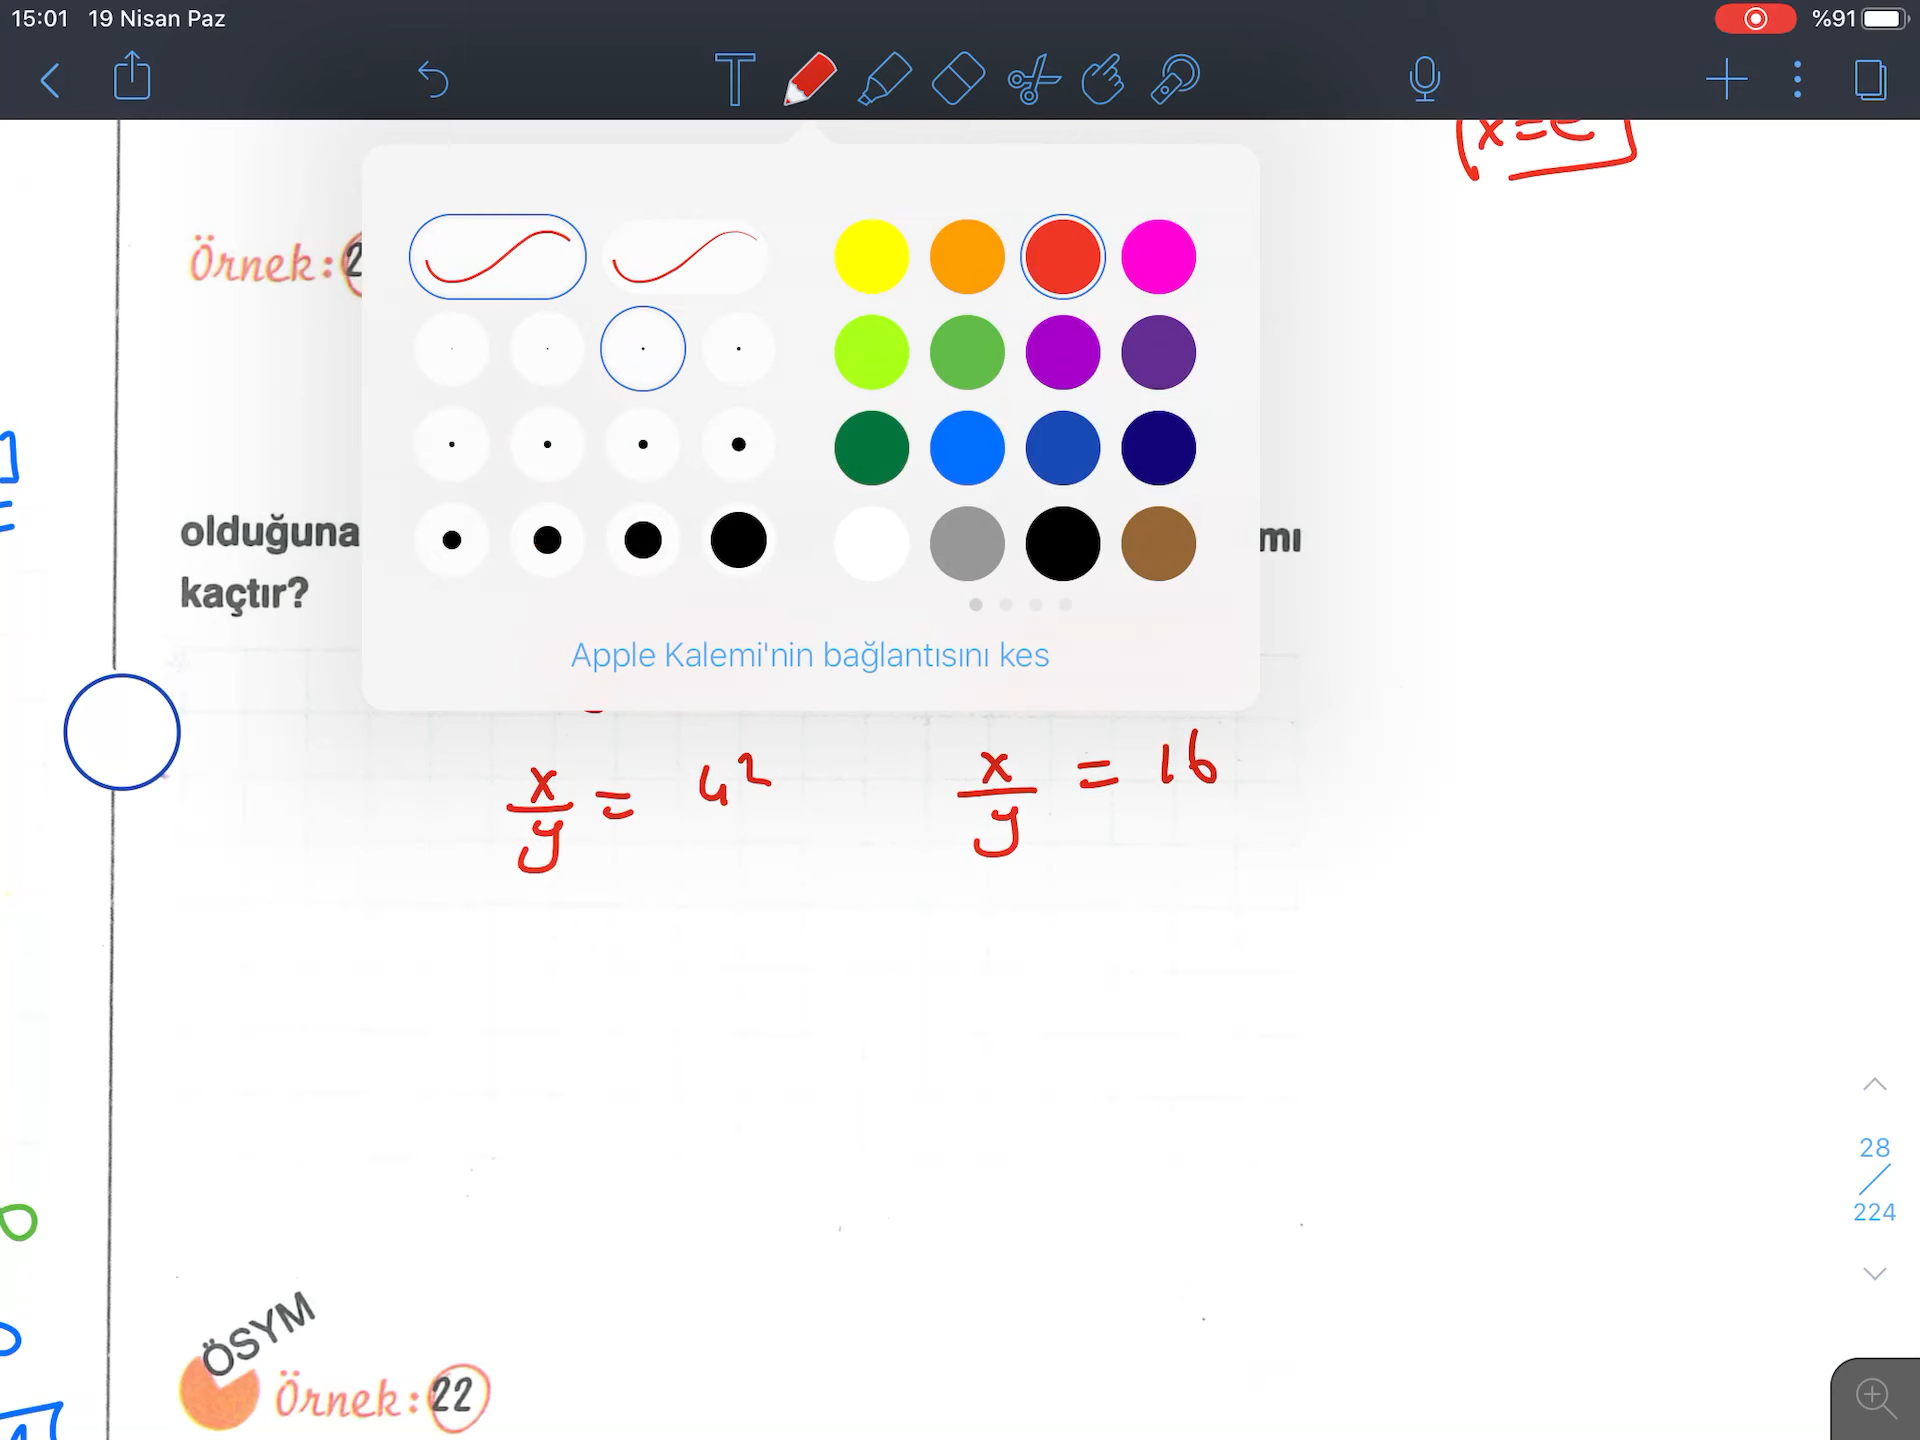 15:01 19 Nisan Paz %91
x=e
Örnek: 2
olduğuna mı
kaçtır?
Apple Kalemi'nin bağlantısını kes
x/y = 4² x/y = 16
28
/
224
ÖSYM
Örnek: 22